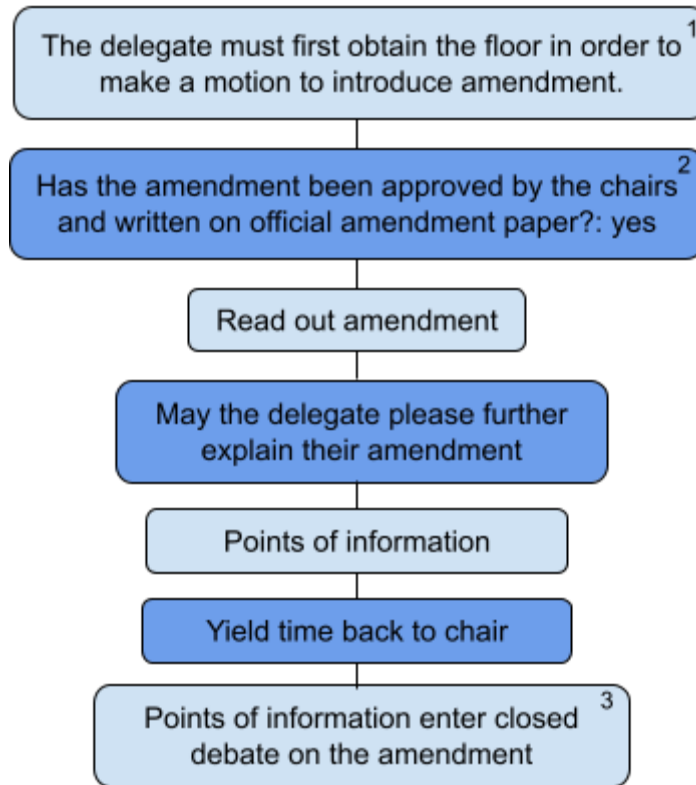 The delegate must first obtain the floor in order to 1
make a motion to introduce amendment.
Has the amendment been approved by the chairs 2
and written on official amendment paper?: yes
Read out amendment
May the delegate please further
explain their amendment
Points of information
Yield time back to chair
Points of information enter closed 3
debate on the amendment